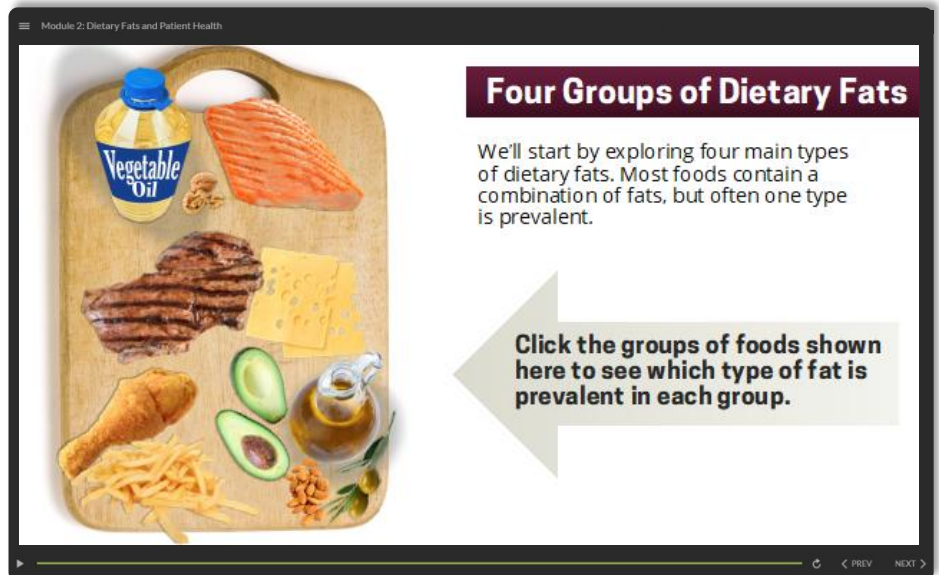 Module 2: Dietary Fats and Patient Health
Four Groups of Dietary Fats
We'll start by exploring four main types
of dietary fats. Most foods contain a
combination of fats, but often one type
is prevalent.
Vegetable
Oil
Click the groups of foods shown
here to see which type of fat is
prevalent in each group.
PREV
NEXT